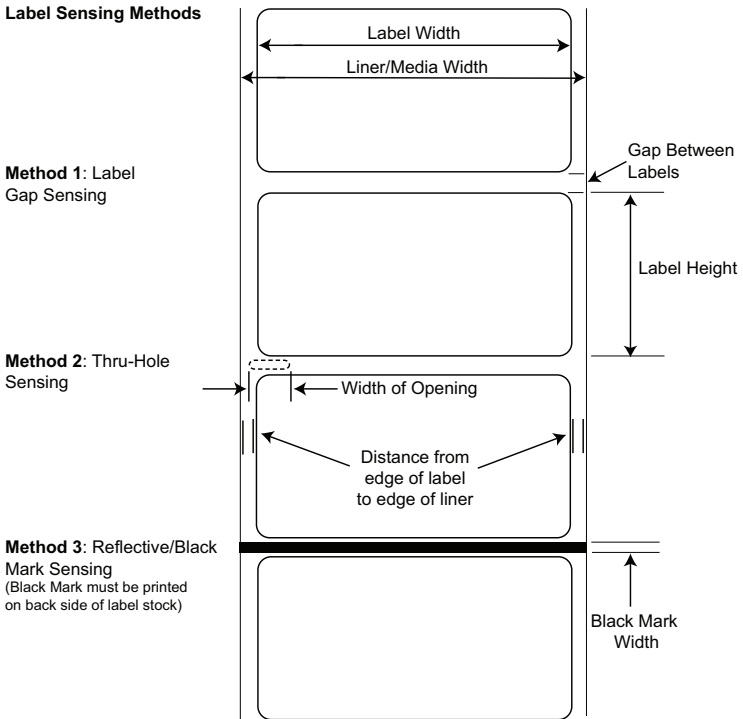 Label Sensing Methods
Label Width
Liner/Media Width
Gap Between
Labels
Method 1: Label
Gap Sensing
Label Height
Method 2: Thru-Hole
Sensing
Width of Opening
Distance from
edge of label
to edge of liner
Method 3: Reflective/Black
Mark Sensing
(Black Mark must be printed
on back side of label stock)
Black Mark
Width